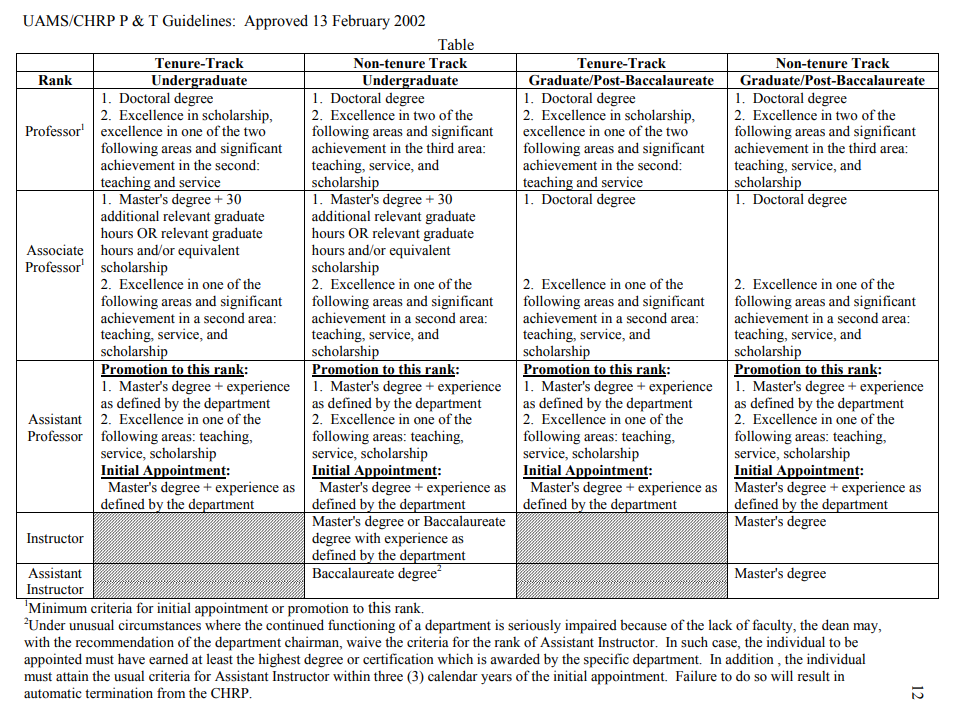 UAMS/CHRP P & T Guidelines:  Approved 13 February 2002
Table
Tenure-Track
Undergraduate
Non-tenure Track
Undergraduate
Tenure-Track
Graduate/Post-Baccalaureate
Non-tenure Track
Graduate/Post-Baccalaureate
Rank
Professor1
1.  Doctoral degree
2.  Excellence in scholarship,
excellence in one of the two
following areas and significant
achievement in the second:
teaching and service
1.  Doctoral degree
2.  Excellence in two of the
following areas and significant
achievement in the third area:
teaching, service, and
scholarship
1.  Doctoral degree
2.  Excellence in scholarship,
excellence in one of the two
following areas and significant
achievement in the second:
teaching and service
1.  Doctoral degree
2.  Excellence in two of the
following areas and significant
achievement in the third area:
teaching, service, and
scholarship
Associate
Professor1
1.  Master's degree + 30
additional relevant graduate
hours OR relevant graduate
hours and/or equivalent
scholarship
2.  Excellence in one of the
following areas and significant
achievement in a second area:
teaching, service, and
scholarship
1.  Master's degree + 30
additional relevant graduate
hours OR relevant graduate
hours and/or equivalent
scholarship
2.  Excellence in one of the
following areas and significant
achievement in a second area:
teaching, service, and
scholarship
1.  Doctoral degree
2.  Excellence in one of the
following areas and significant
achievement in a second area:
teaching, service, and
scholarship
1.  Doctoral degree
2.  Excellence in one of the
following areas and significant
achievement in a second area:
teaching, service, and
scholarship
Assistant
Professor
Promotion to this rank:
1.  Master's degree + experience
as defined by the department
2.  Excellence in one of the
following areas: teaching,
service, scholarship
Initial Appointment:
Master's degree + experience as
defined by the department
Promotion to this rank:
1.  Master's degree + experience
as defined by the department
2.  Excellence in one of the
following areas: teaching,
service, scholarship
Initial Appointment:
Master's degree + experience as
defined by the department
Promotion to this rank:
1.  Master's degree + experience
as defined by the department
2.  Excellence in one of the
following areas: teaching,
service, scholarship
Initial Appointment:
Master's degree + experience as
defined by the department
Promotion to this rank:
1.  Master's degree + experience
as defined by the department
2.  Excellence in one of the
following areas: teaching,
service, scholarship
Initial Appointment:
Master's degree + experience as
defined by the department
Instructor
Master's degree or Baccalaureate
degree with experience as
defined by the department
Master's degree
Assistant
Instructor
Baccalaureate degree2
Master's degree
1Minimum criteria for initial appointment or promotion to this rank.
2Under unusual circumstances where the continued functioning of a department is seriously impaired because of the lack of faculty, the dean may,
with the recommendation of the department chairman, waive the criteria for the rank of Assistant Instructor.  In such case, the individual to be
appointed must have earned at least the highest degree or certification which is awarded by the specific department.  In addition , the individual
must attain the usual criteria for Assistant Instructor within three (3) calendar years of the initial appointment.  Failure to do so will result in
automatic termination from the CHRP.
12